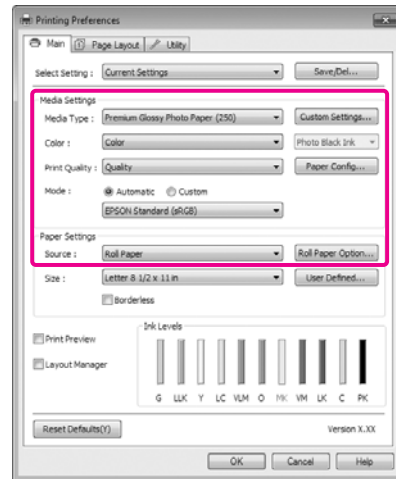 Printing Preferences
Main Page Layout Utility
Select Setting : Current Settings Save/Del...
Media Settings
Media Type : Premium Glossy Photo Paper (250) Custom Settings...
Color : Color Photo Black Ink
Print Quality : Quality Paper Config...
Mode : Automatic Custom
EPSON Standard (sRGB)
Paper Settings
Source : Roll Paper Roll Paper Option...
Size : Letter 8 1/2 x 11 in User Defined...
Borderless
Ink Levels
Print Preview
Layout Manager
G LLK Y LC VLM O MK VM LK C PK
Reset Defaults(Y) Version X.XX
OK Cancel Help